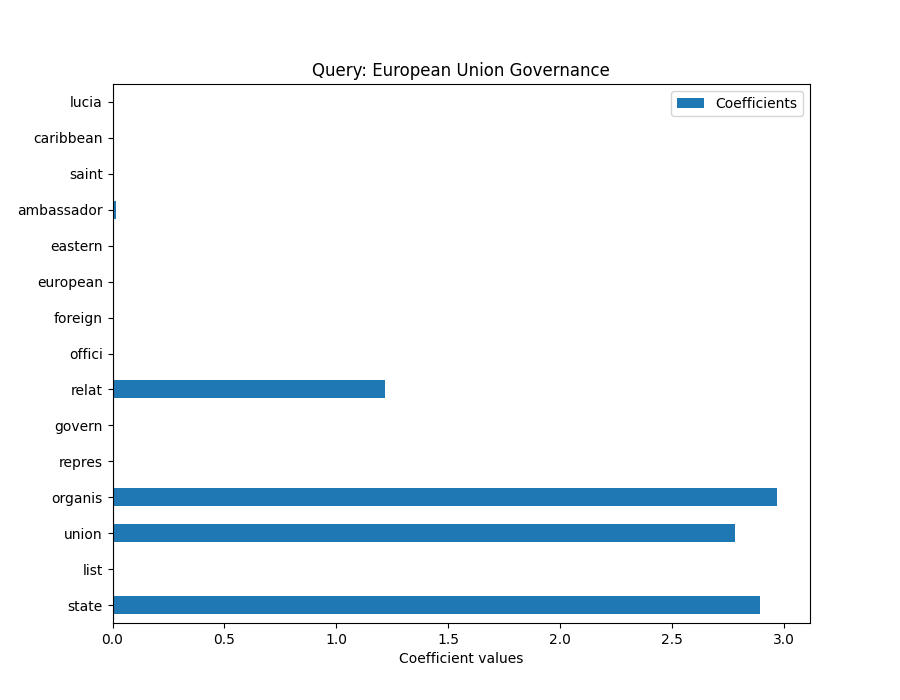 Query: European Union Governance
Coefficients
lucia
caribbean
saint
ambassador
eastern
european
foreign
offici
relat
govern
repres
organis
union
list
state
0.0 0.5 1.0 1.5 2.0 2.5 3.0
Coefficient values